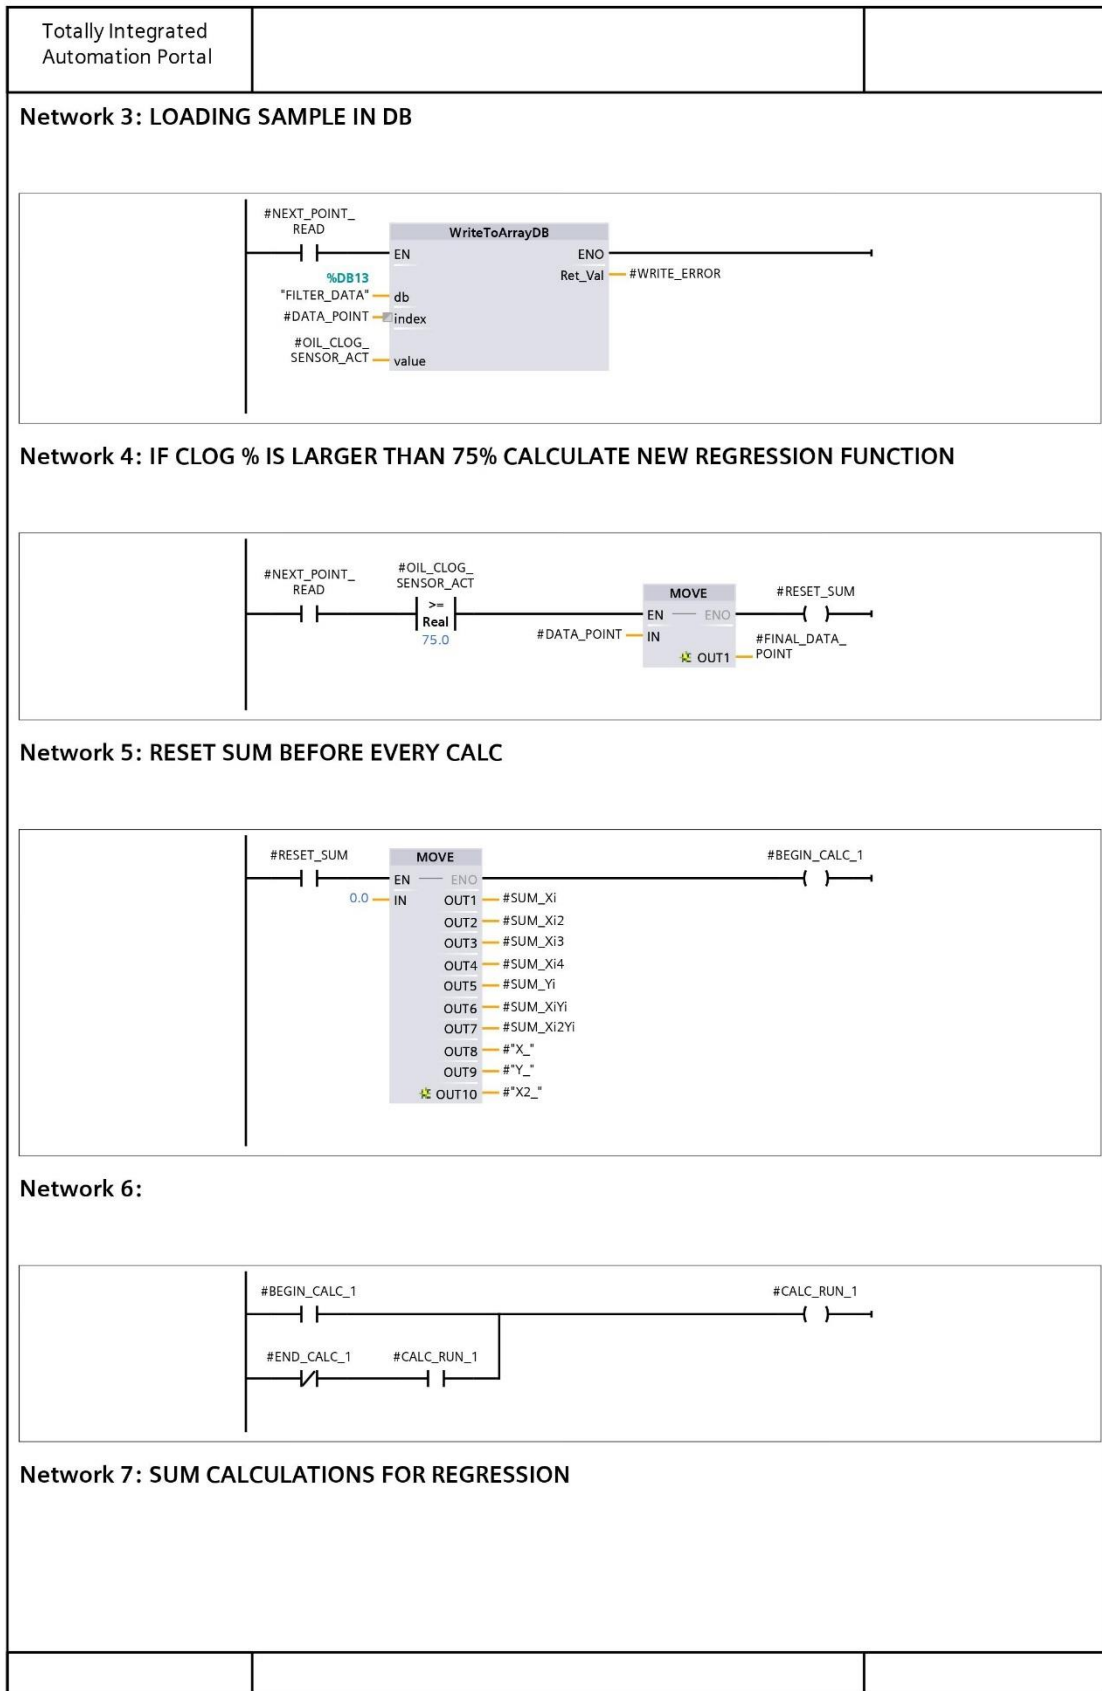 Totally Integrated
Automation Portal
Network 3: LOADING SAMPLE IN DB
#NEXT_POINT_
READ
WriteToArrayDB
EN
ENO
%DB13
Ret_Val
#WRITE_ERROR
"FILTER_DATA"
db
#DATA_POINT
index
#OIL_CLOG_
SENSOR_ACT
value
Network 4: IF CLOG % IS LARGER THAN 75% CALCULATE NEW REGRESSION FUNCTION
#NEXT_POINT_
READ
#OIL_CLOG_
SENSOR_ACT
>=
Real
75.0
MOVE
EN
ENO
#RESET_SUM
#DATA_POINT
IN
OUT1
#FINAL_DATA_
POINT
Network 5: RESET SUM BEFORE EVERY CALC
#RESET_SUM
MOVE
#BEGIN_CALC_1
EN
ENO
0.0
IN
OUT1
#SUM_Xi
OUT2
#SUM_Xi2
OUT3
#SUM_Xi3
OUT4
#SUM_Xi4
OUT5
#SUM_Yi
OUT6
#SUM_XiYi
OUT7
#SUM_Xi2Yi
OUT8
#"X_"
OUT9
#"Y_"
OUT10
#"X2_"
Network 6:
#BEGIN_CALC_1
#CALC_RUN_1
#END_CALC_1
#CALC_RUN_1
Network 7: SUM CALCULATIONS FOR REGRESSION